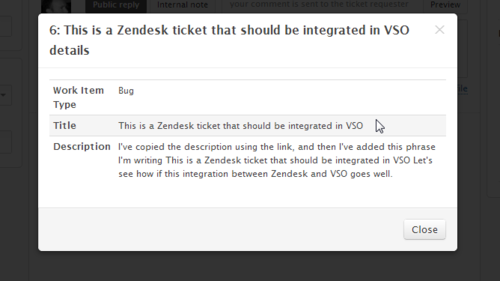 Public reply
Internal note
your comment is sent to the ticket requester
Preview
6: This is a Zendesk ticket that should be integrated in VSO
details
Work Item
Type
Bug
Title
This is a Zendesk ticket that should be integrated in VSO
Description
I've copied the description using the link, and then I've added this phrase
I'm writing This is a Zendesk ticket that should be integrated in VSO Let's
see how if this integration between Zendesk and VSO goes well.
Close